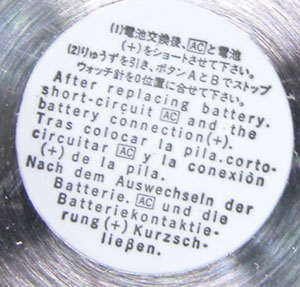 (1)電池交換後、AC と電池
(+)をショートさせて下さい。
(2)りゅうずを引き、ボタンAとBでストップ
ウォッチ針を0位置に合せて下さい。
After replacing battery.
short-circuit AC and the
battery connection(+).
Tras colocar la pila.corto-
circuitar AC y la conexiòn
(+) de la pila.
Nach dem Auswechseln der
Batterie. AC und die
Batteriekontaktie-
rung(+)Kurzsch-
ließen.